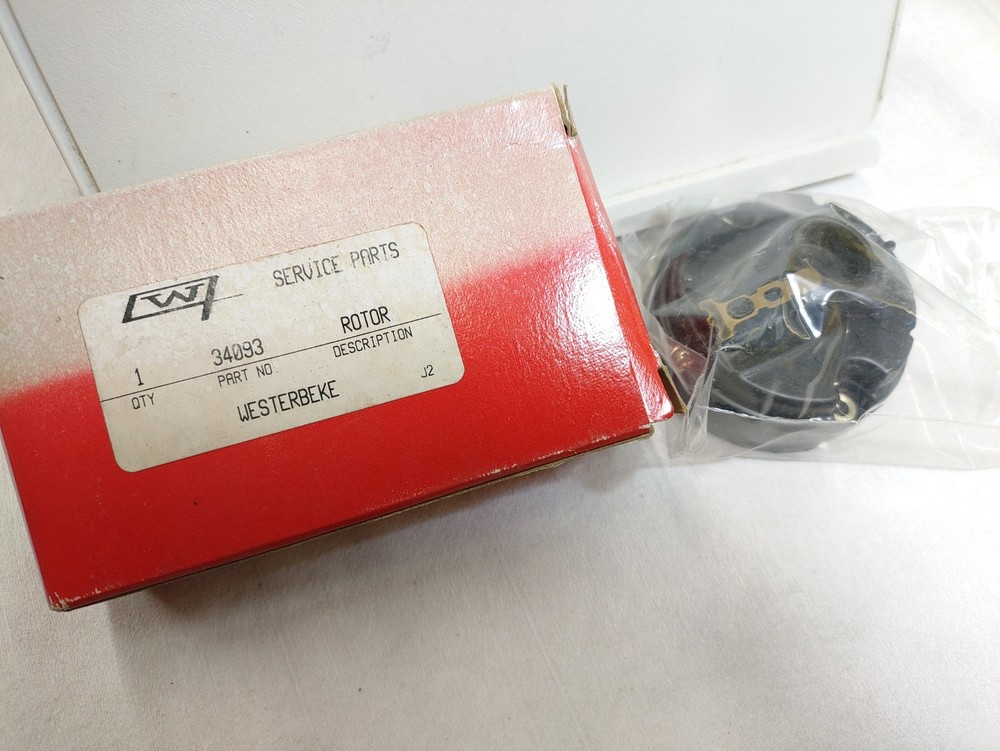 W SERVICE PARTS
1 34093 ROTOR
QTY PART NO. DESCRIPTION
WESTERBEKE J2